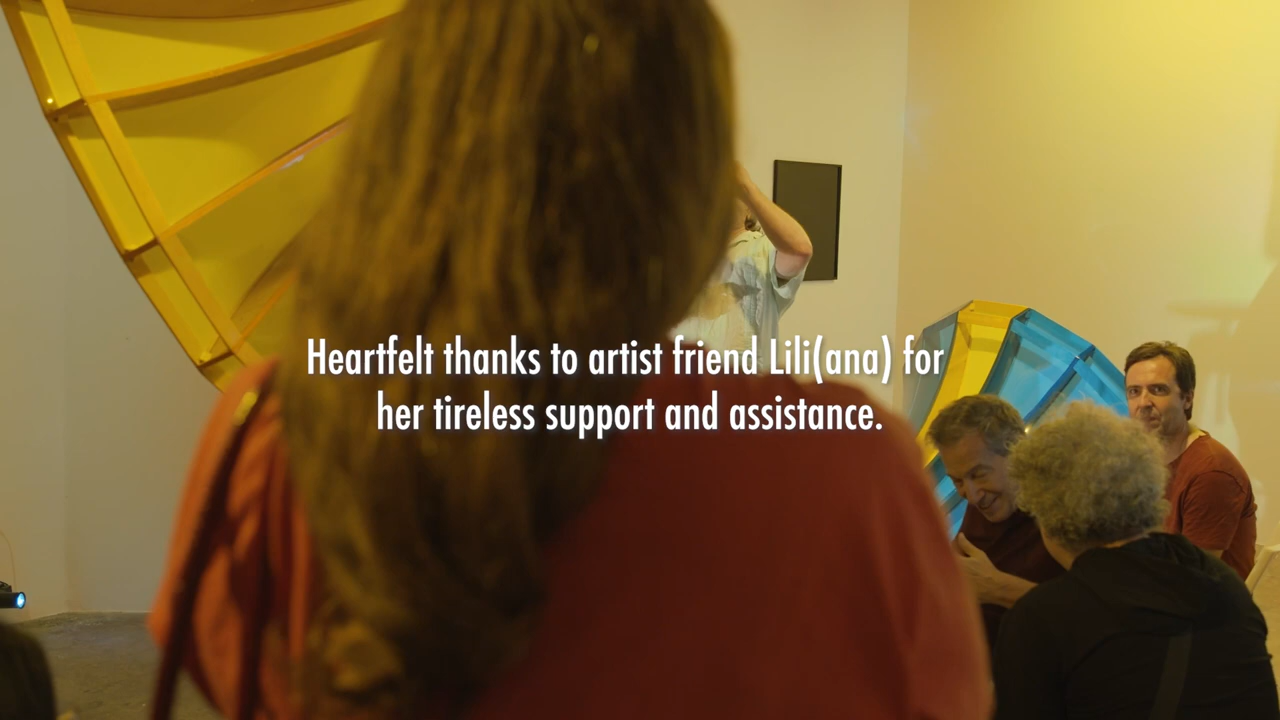 Heartfelt thanks to artist friend Lili(ana) for
her tireless support and assistance.